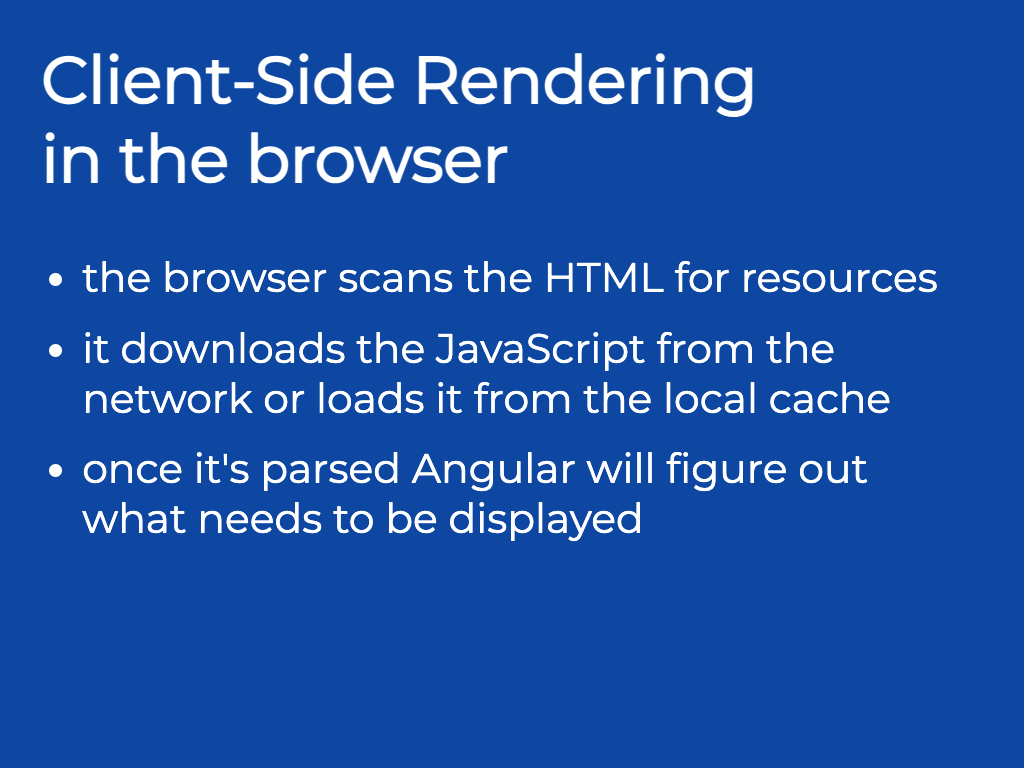 Client-Side Rendering
in the browser
• the browser scans the HTML for resources
• it downloads the JavaScript from the
network or loads it from the local cache
• once it's parsed Angular will figure out
what needs to be displayed